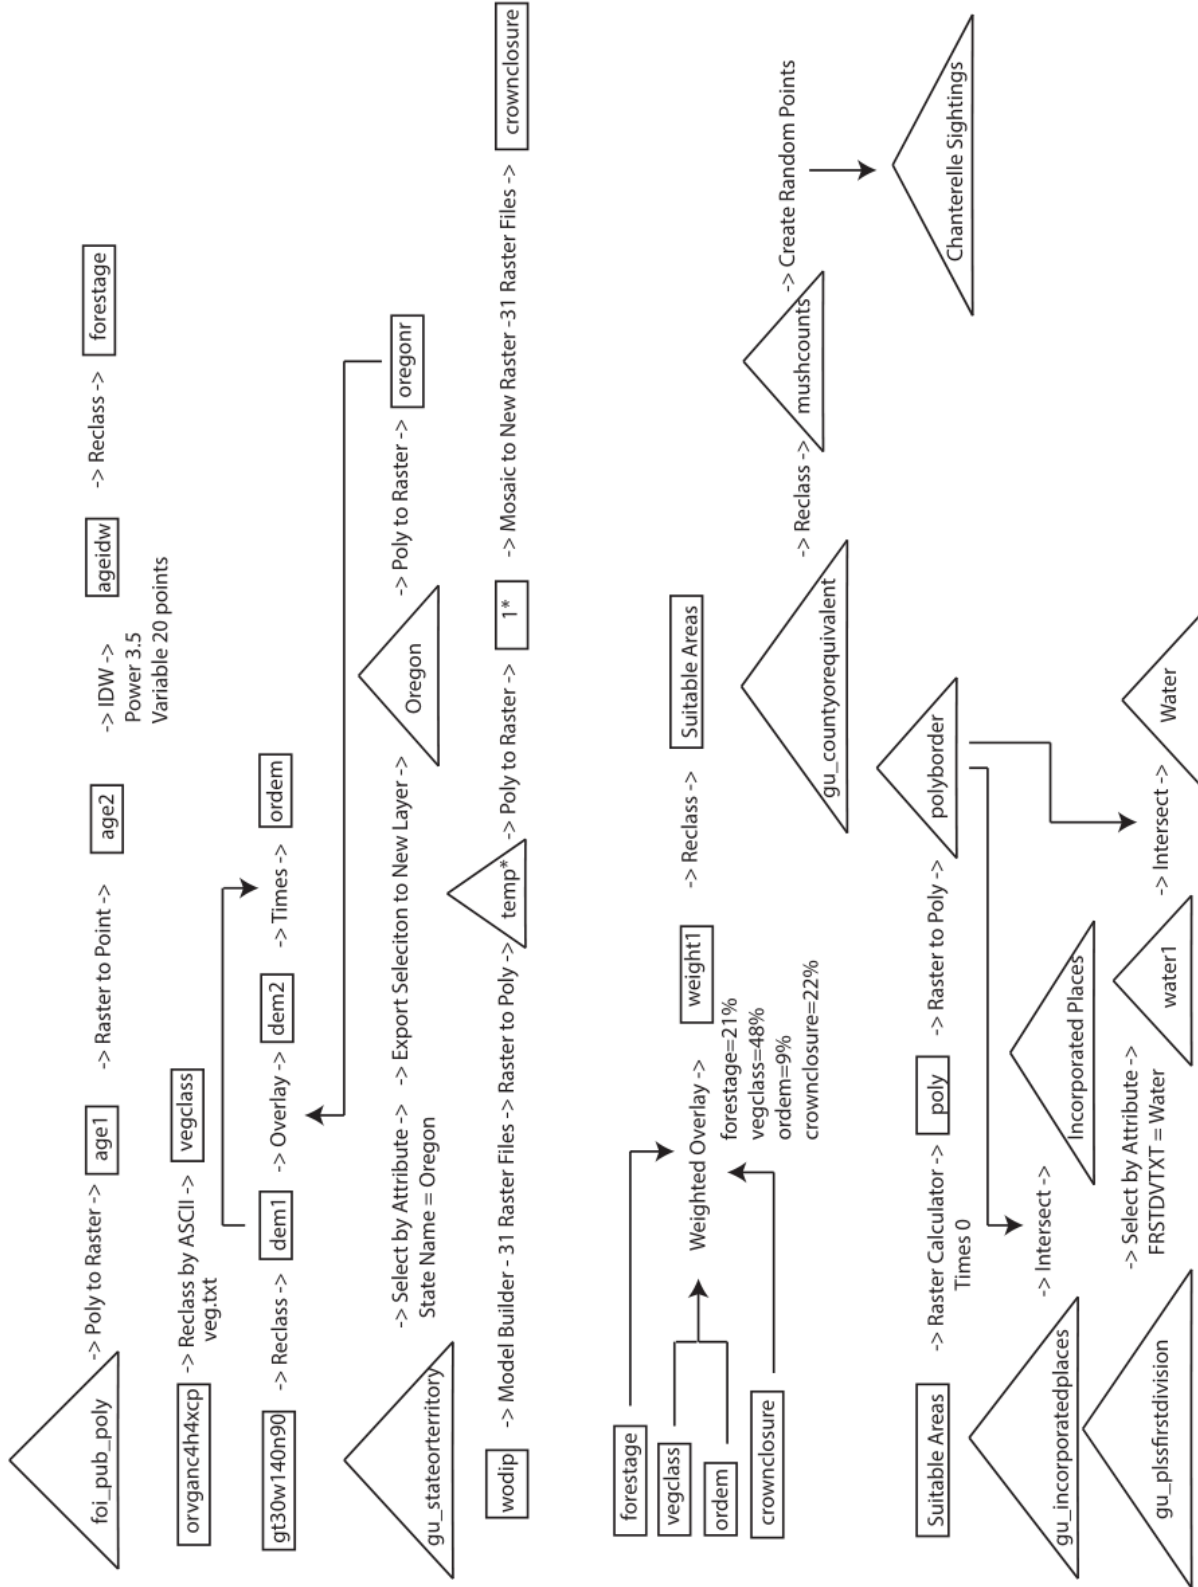 foi_pub_poly
-> Poly to Raster ->
age1
-> Raster to Point ->
age2
-> IDW ->
Power 3.5
Variable 20 points
ageidw
-> Reclass ->
forestage
orvganc4h4xcp
-> Reclass by ASCII ->
veg.txt
vegclass
gt30w140n90
-> Reclass ->
dem1
-> Overlay ->
dem2
-> Times ->
ordem
gu_stateorterritory
-> Select by Attribute ->
State Name = Oregon
-> Export Seleciton to New Layer ->
Oregon
-> Poly to Raster ->
oregonr
wodip
-> Model Builder - 31 Raster Files -> Raster to Poly ->
temp*
-> Poly to Raster ->
1*
-> Mosaic to New Raster -31 Raster Files ->
crownclosure
forestage
vegclass
ordem
crownclosure
Weighted Overlay ->
forestage=21%
vegclass=48%
ordem=9%
crownclosure=22%
weight1
-> Reclass ->
Suitable Areas
gu_countyorequivalent
-> Reclass ->
mushcounts
-> Create Random Points
Chanterelle Sightings
Suitable Areas
-> Raster Calculator ->
Times 0
poly
-> Raster to Poly ->
polyborder
gu_incorporatedplaces
-> Intersect ->
Incorporated Places
gu_plssfirstdivision
-> Select by Attribute ->
FRSTDVTXT = Water
water1
-> Intersect ->
Water